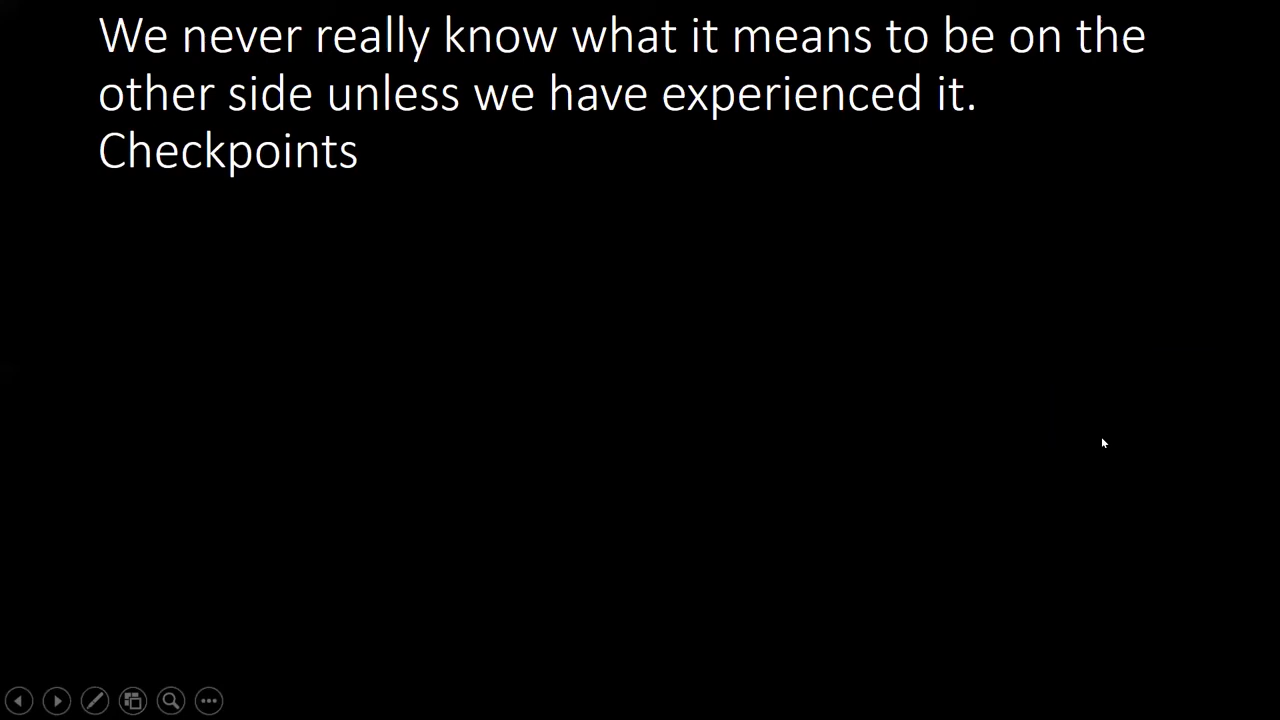 We never really know what it means to be on the
other side unless we have experienced it.
Checkpoints